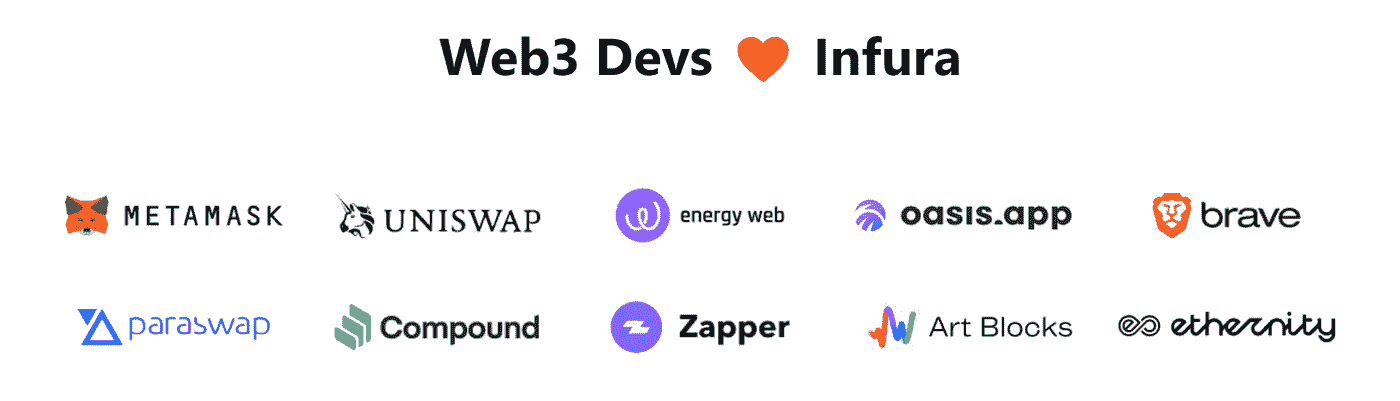 Web3 Devs Infura
METAMASK UNISWAP energy web oasis.app brave
paraswap Compound Zapper Art Blocks ethernity